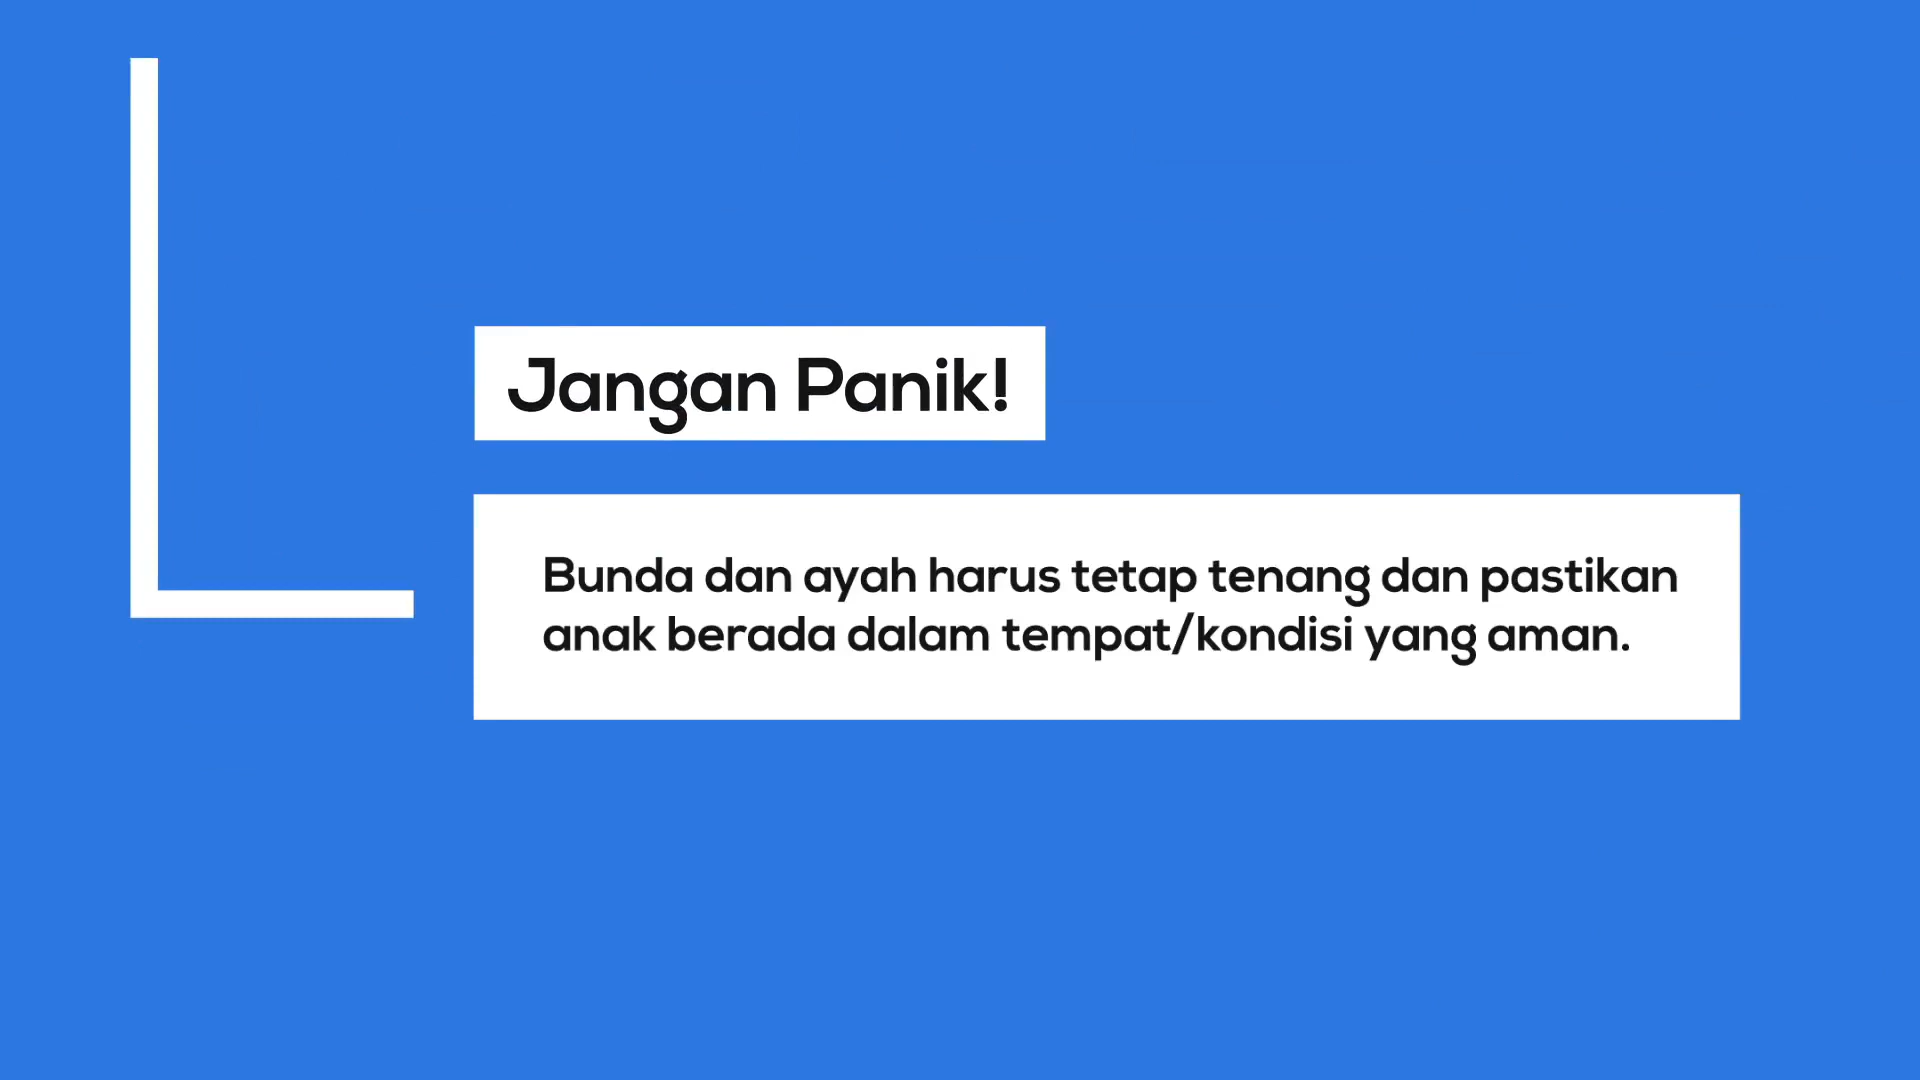 Jangan Panik!
Bunda dan ayah harus tetap tenang dan pastikan
anak berada dalam tempat/kondisi yang aman.